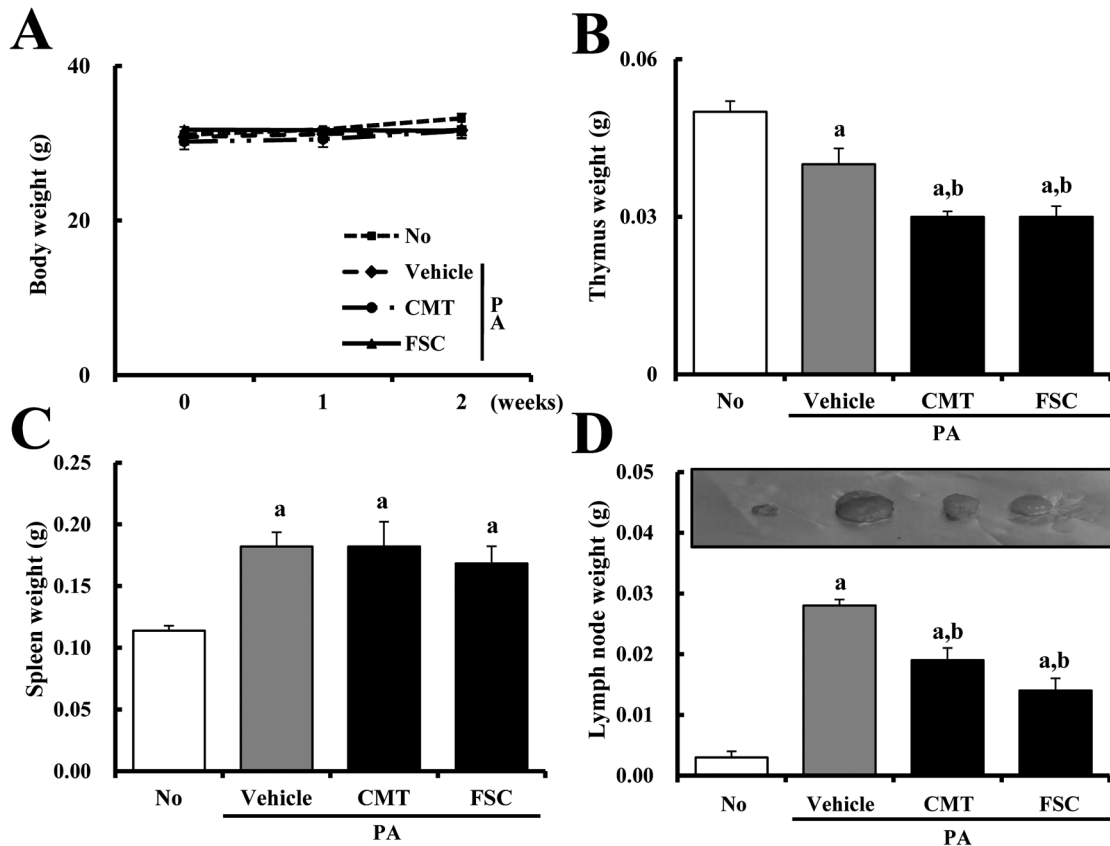 A
Body weight (g)
40
20
0
No
Vehicle
CMT
FSC
PA
0 1 2 (weeks)
B
Thymus weight (g)
0.06
0.03
0
a
a,b
a,b
No Vehicle CMT FSC
PA
C
Spleen weight (g)
0.25
0.20
0.15
0.10
0.05
0.00
a
a
a
No Vehicle CMT FSC
PA
D
Lymph node weight (g)
0.05
0.04
0.03
0.02
0.01
0.00
a
a,b
a,b
No Vehicle CMT FSC
PA